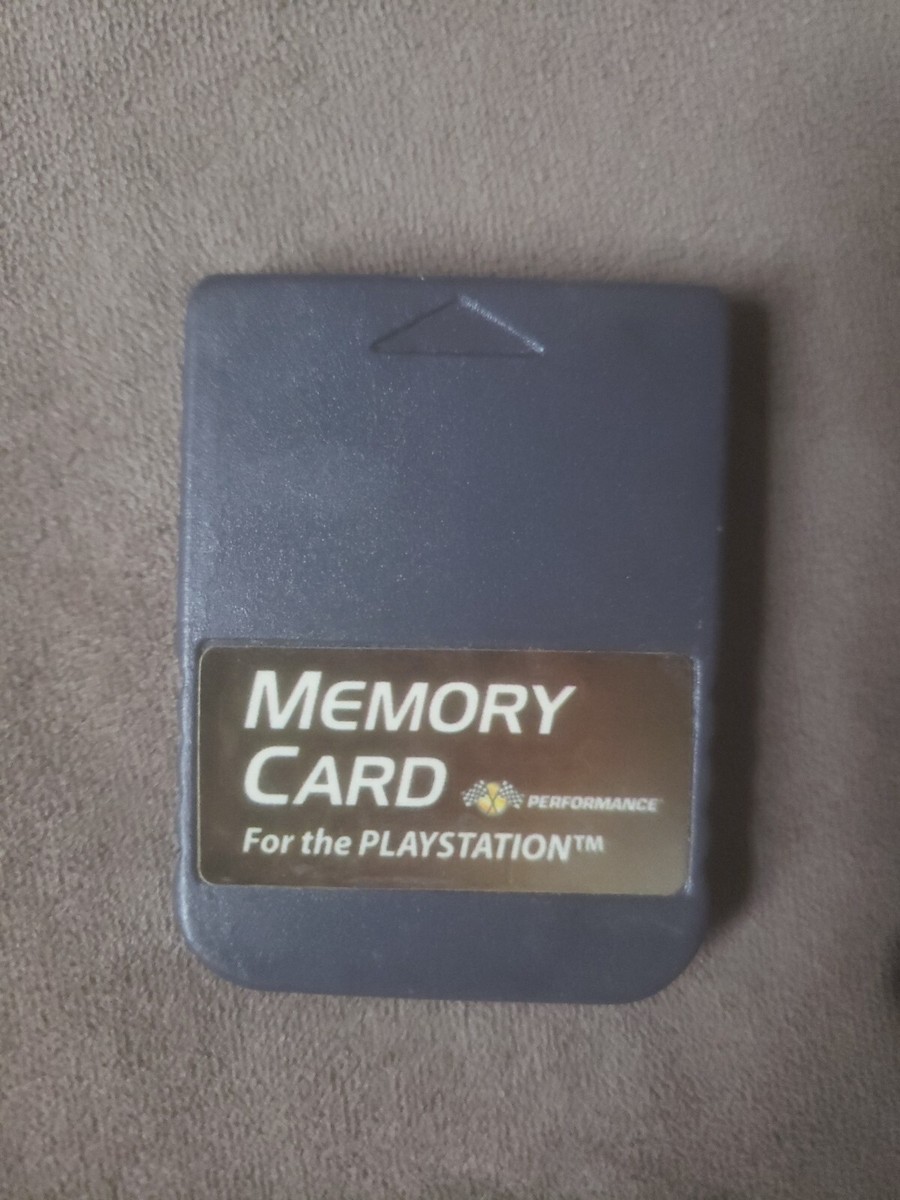 MEMORY
CARD
PERFORMANCE
For the PLAYSTATION™